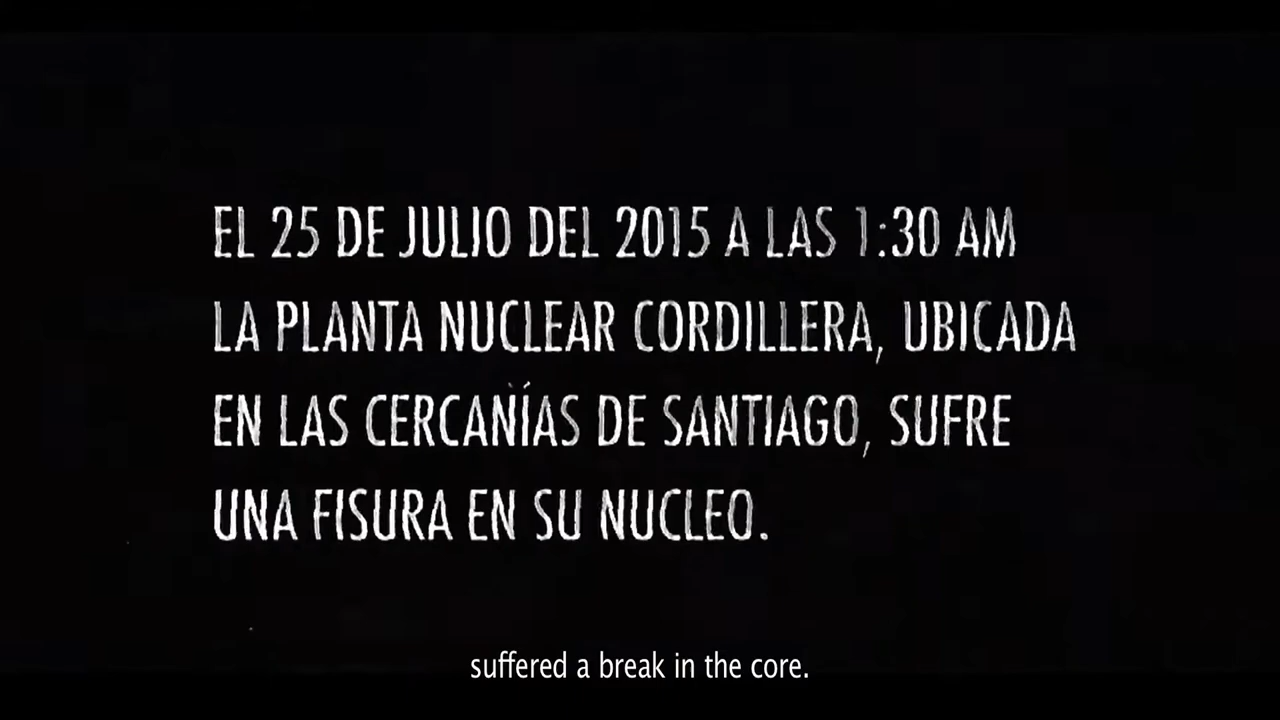 EL 25 DE JULIO DEL 2015 A LAS 1:30 AM
LA PLANTA NUCLEAR CORDILLERA, UBICADA
EN LAS CERCAÑÍAS DE SANTIAGO, SUFRE
UNA FISURA EN SU NUCLEO.
suffered a break in the core.